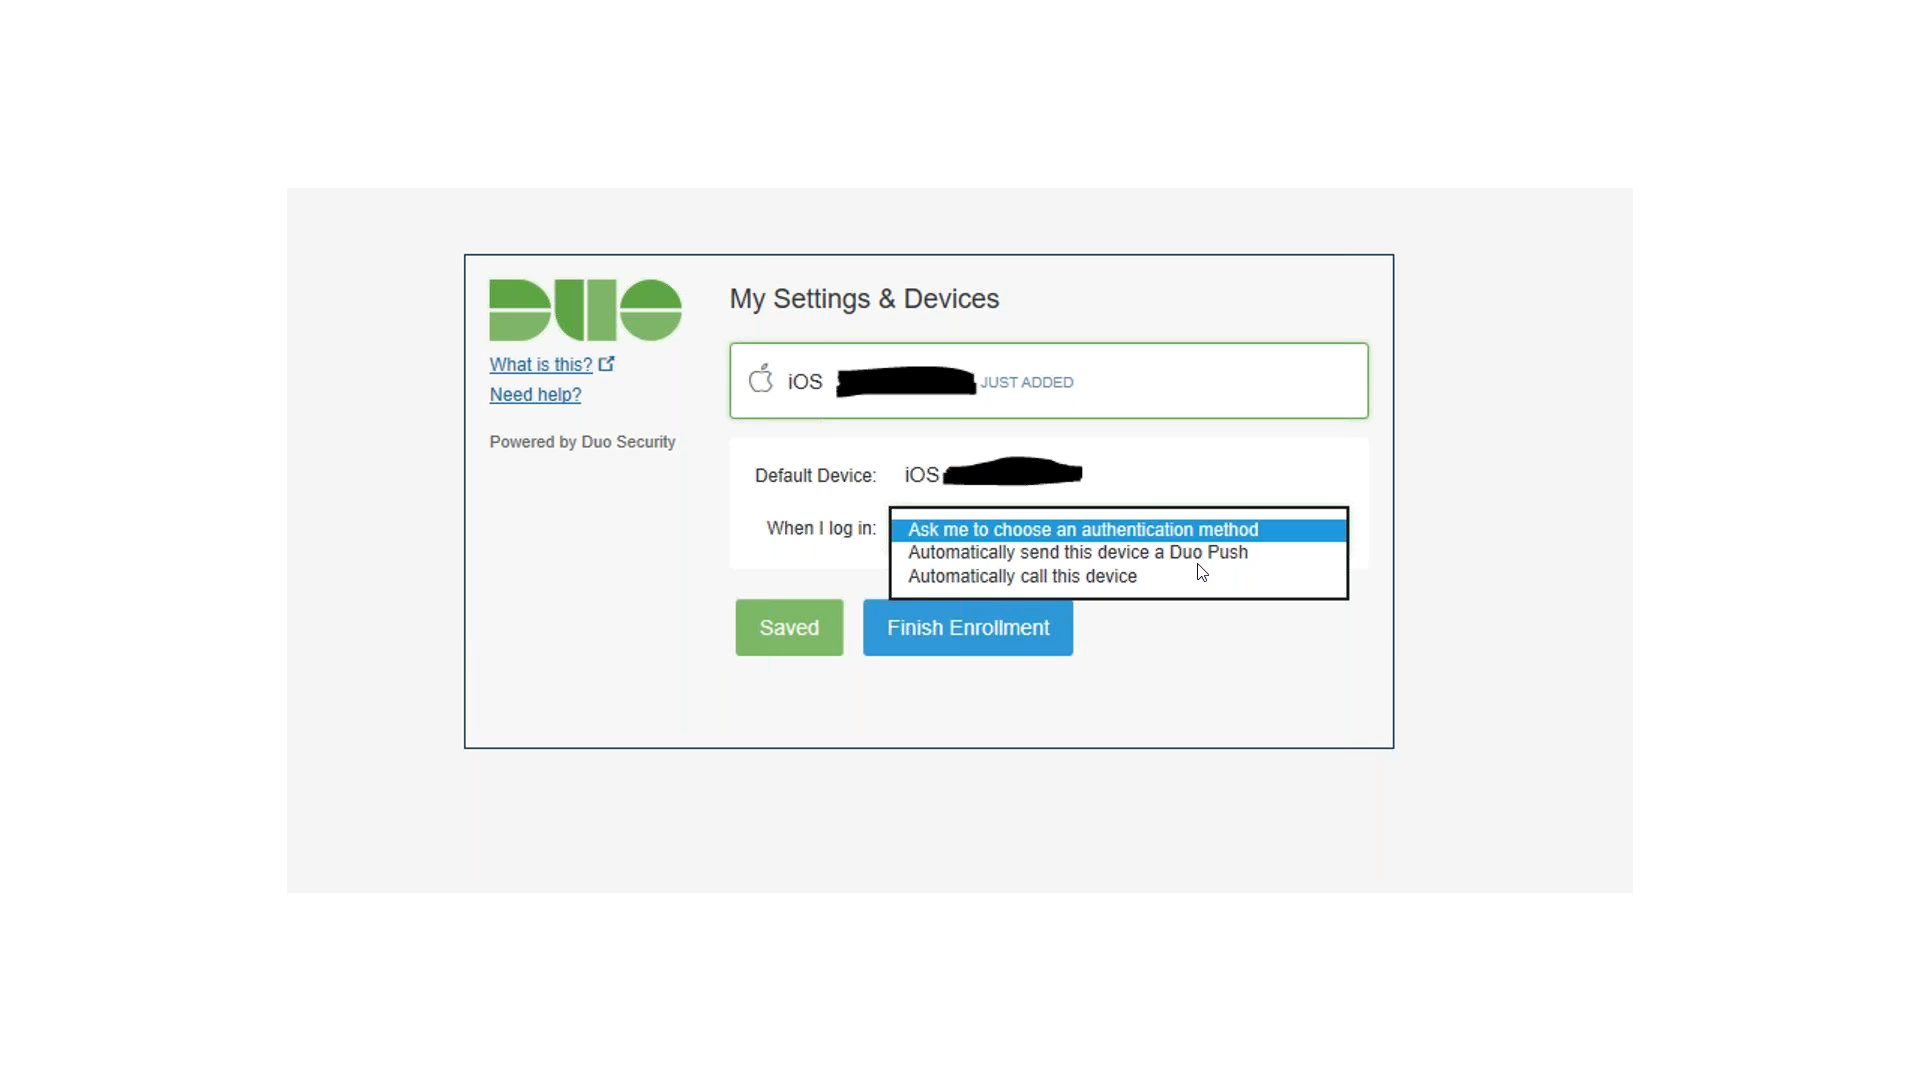 DUO
What is this?
Need help?
Powered by Duo Security
My Settings & Devices
iOS JUST ADDED
Default Device: iOS
When I log in:
Ask me to choose an authentication method
Automatically send this device a Duo Push
Automatically call this device
Saved
Finish Enrollment